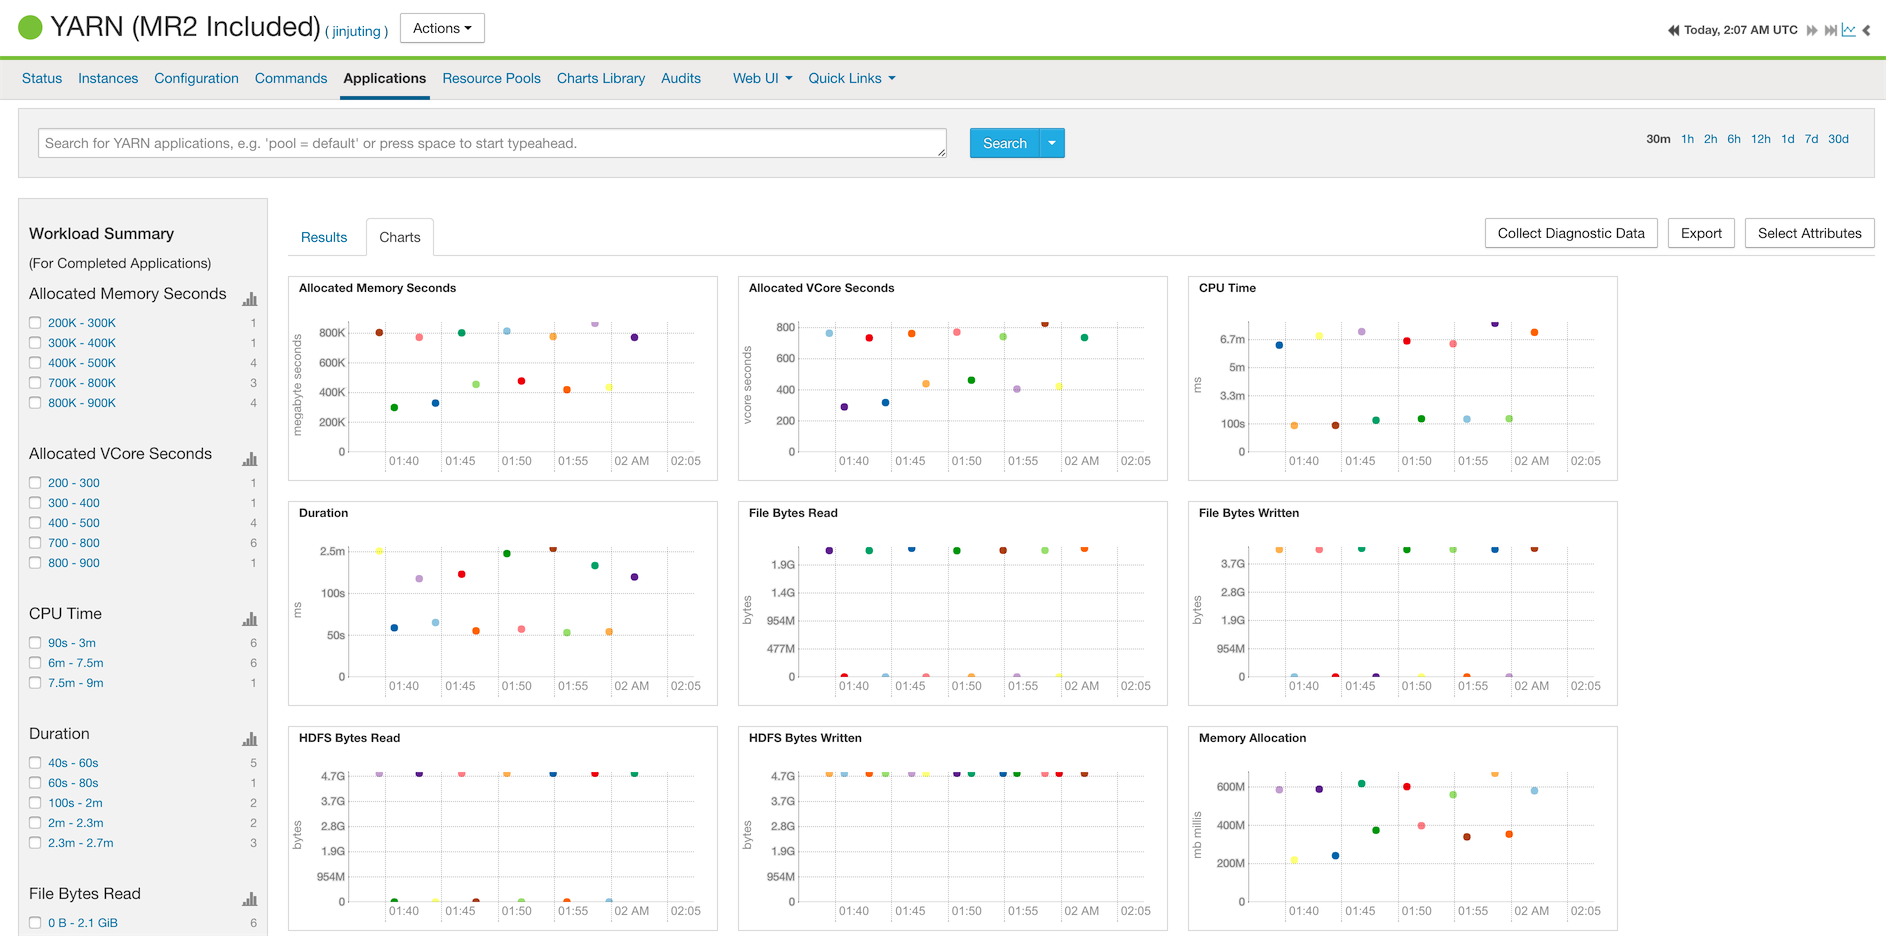 YARN (MR2 Included) ( jinjuting ) Actions
Today, 2:07 AM UTC
Status Instances Configuration Commands Applications Resource Pools Charts Library Audits Web UI Quick Links
Search for YARN applications, e.g. 'pool = default' or press space to start typeahead.
Search
30m 1h 2h 6h 12h 1d 7d 30d
Workload Summary
(For Completed Applications)
Allocated Memory Seconds
200K - 300K 1
300K - 400K 1
400K - 500K 4
700K - 800K 3
800K - 900K 4
Allocated VCore Seconds
200 - 300 1
300 - 400 1
400 - 500 4
700 - 800 6
800 - 900 1
CPU Time
90s - 3m 6
6m - 7.5m 6
7.5m - 9m 1
Duration
40s - 60s 5
60s - 80s 1
100s - 2m 2
2m - 2.3m 2
2.3m - 2.7m 3
File Bytes Read
0 B - 2.1 GiB 6
Results Charts
Collect Diagnostic Data Export Select Attributes
Allocated Memory Seconds
megabyte seconds
800K
600K
400K
200K
0
01:40 01:45 01:50 01:55 02 AM 02:05
Allocated VCore Seconds
vcore seconds
800
600
400
200
0
01:40 01:45 01:50 01:55 02 AM 02:05
CPU Time
ms
6.7m
5m
3.3m
100s
0
01:40 01:45 01:50 01:55 02 AM 02:05
Duration
ms
2.5m
100s
50s
0
01:40 01:45 01:50 01:55 02 AM 02:05
File Bytes Read
bytes
1.9G
1.4G
954M
477M
0
01:40 01:45 01:50 01:55 02 AM 02:05
File Bytes Written
bytes
3.7G
2.8G
1.9G
954M
0
01:40 01:45 01:50 01:55 02 AM 02:05
HDFS Bytes Read
bytes
4.7G
3.7G
2.8G
1.9G
954M
0
01:40 01:45 01:50 01:55 02 AM 02:05
HDFS Bytes Written
bytes
4.7G
3.7G
2.8G
1.9G
954M
0
01:40 01:45 01:50 01:55 02 AM 02:05
Memory Allocation
mb millis
600M
400M
200M
0
01:40 01:45 01:50 01:55 02 AM 02:05